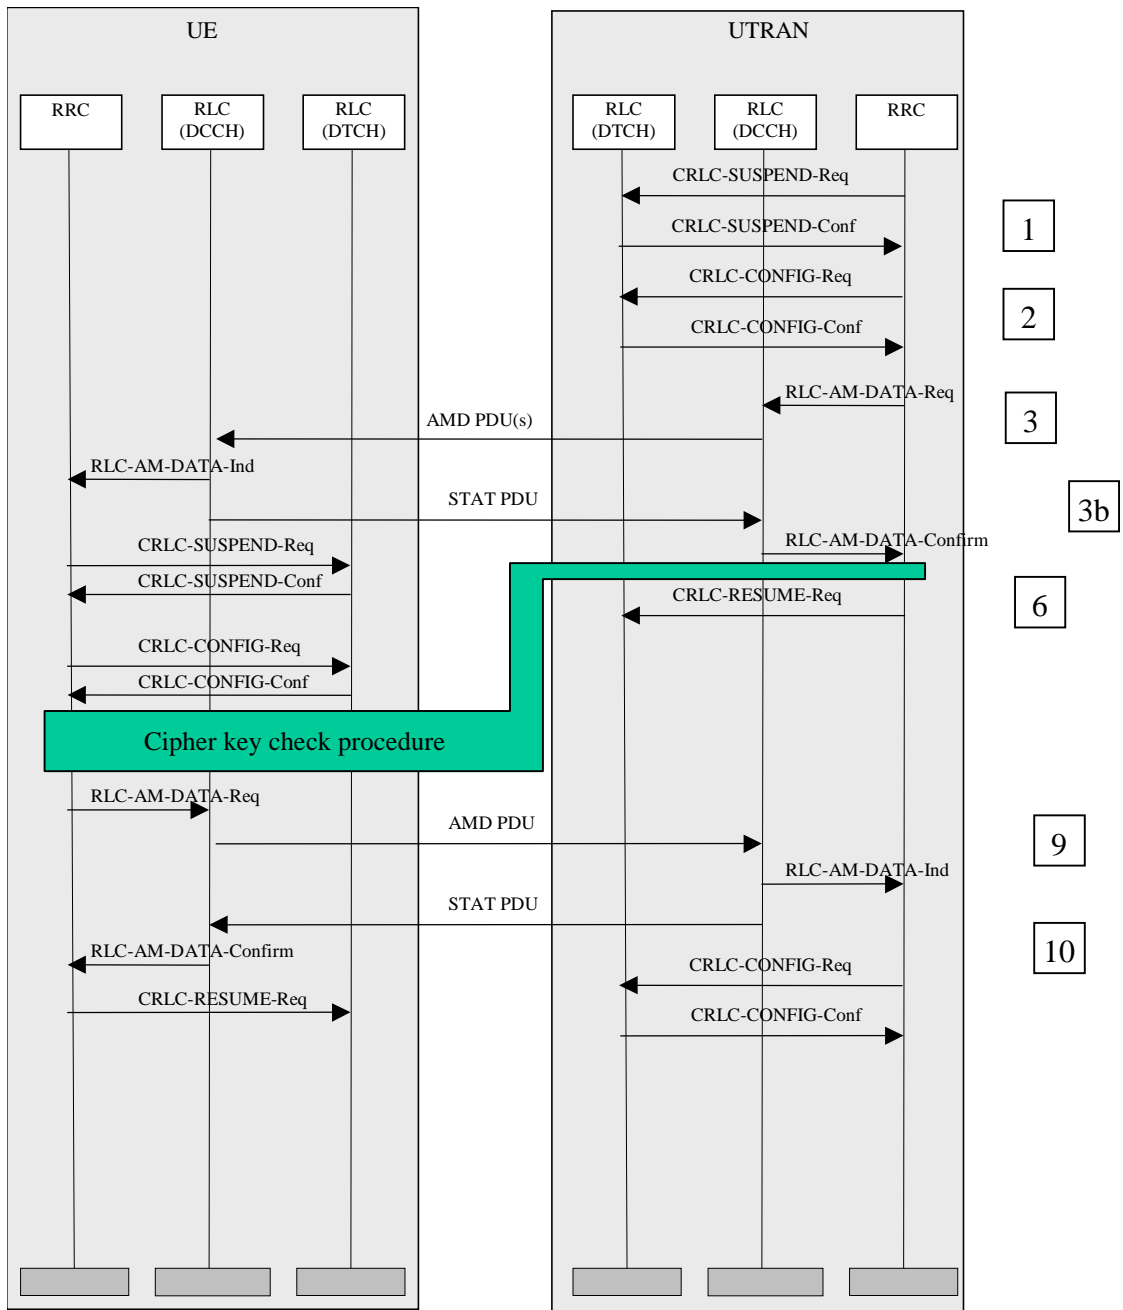 UE
UTRAN
RRC
RLC
(DCCH)
RLC
(DTCH)
RLC
(DTCH)
RLC
(DCCH)
RRC
CRLC-SUSPEND-Req
1
CRLC-SUSPEND-Conf
CRLC-CONFIG-Req
2
CRLC-CONFIG-Conf
RLC-AM-DATA-Req
3
AMD PDU(s)
RLC-AM-DATA-Ind
STAT PDU
3b
RLC-AM-DATA-Confirm
CRLC-SUSPEND-Req
CRLC-SUSPEND-Conf
CRLC-RESUME-Req
6
CRLC-CONFIG-Req
CRLC-CONFIG-Conf
Cipher key check procedure
RLC-AM-DATA-Req
AMD PDU
9
RLC-AM-DATA-Ind
STAT PDU
RLC-AM-DATA-Confirm
10
CRLC-CONFIG-Req
CRLC-RESUME-Req
CRLC-CONFIG-Conf